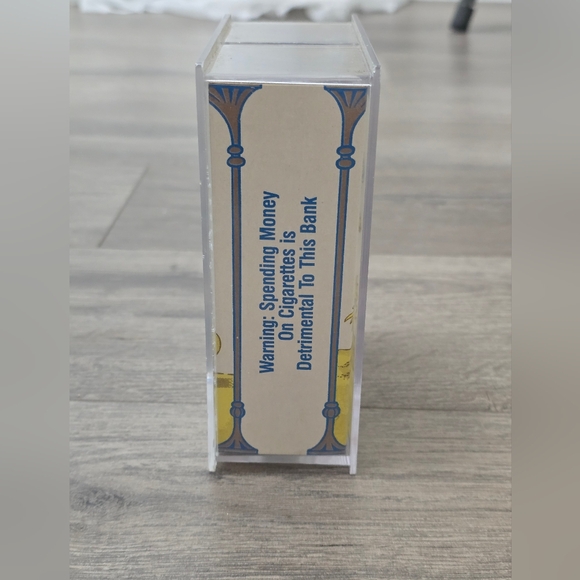 Warning: Spending Money
On Cigarettes is
Detrimental To This Bank